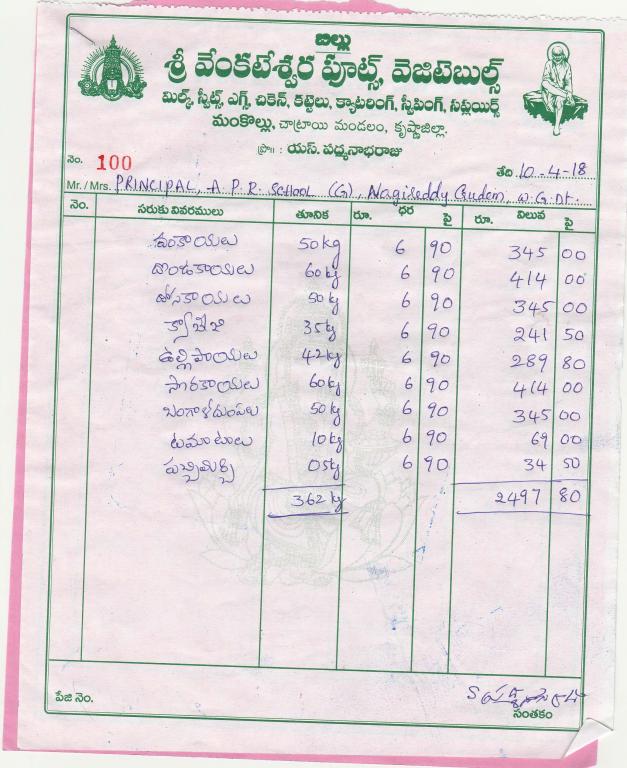 బిల్లు
శ్రీ వేంకటేశ్వర ఫూట్స్, వెజిటెబుల్స్
మిల్క్, స్వీట్స్, ఎగ్స్, చికెన్, కట్టెలు, క్యాటరింగ్, స్వీపింగ్, సప్లయర్స్
మంకొల్లు, చాట్రాయి మండలం, కృష్ణాజిల్లా.
ప్రొ॥ : యస్. పద్మనాభరాజు
నెం. 100
తేది 10-4-18
Mr./Mrs. PRINCIPAL, A.P.R. School (G), Nagireddy Gudem, W.G.Dt.
నెం. సరుకు వివరములు తూనిక రూ. ధర పై రూ. విలువ పై
వంకాయలు 50kg 6 90 345 00
దొండకాయలు 60kg 6 90 414 00
దోసకాయలు 50kg 6 90 345 00
క్యాబేజి 35kg 6 90 241 50
ఉల్లిపాయలు 42kg 6 90 289 80
సొరకాయలు 60kg 6 90 414 00
బంగాళదుంపలు 50kg 6 90 345 00
టమాటులు 10kg 6 90 69 00
పచ్చిమిర్చి 05kg 6 90 34 50
362kg 2497 80
పేజి నెం.
సంతకం